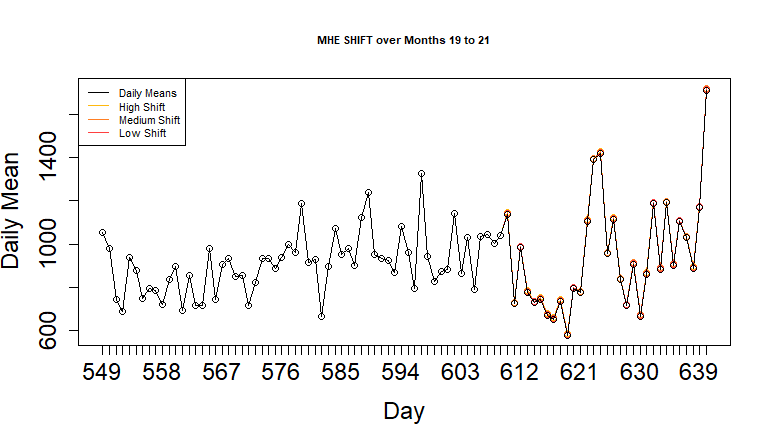 MHE SHIFT over Months 19 to 21
Daily Means
High Shift
Medium Shift
Low Shift
Daily Mean
1400
1000
600
549 558 567 576 585 594 603 612 621 630 639
Day